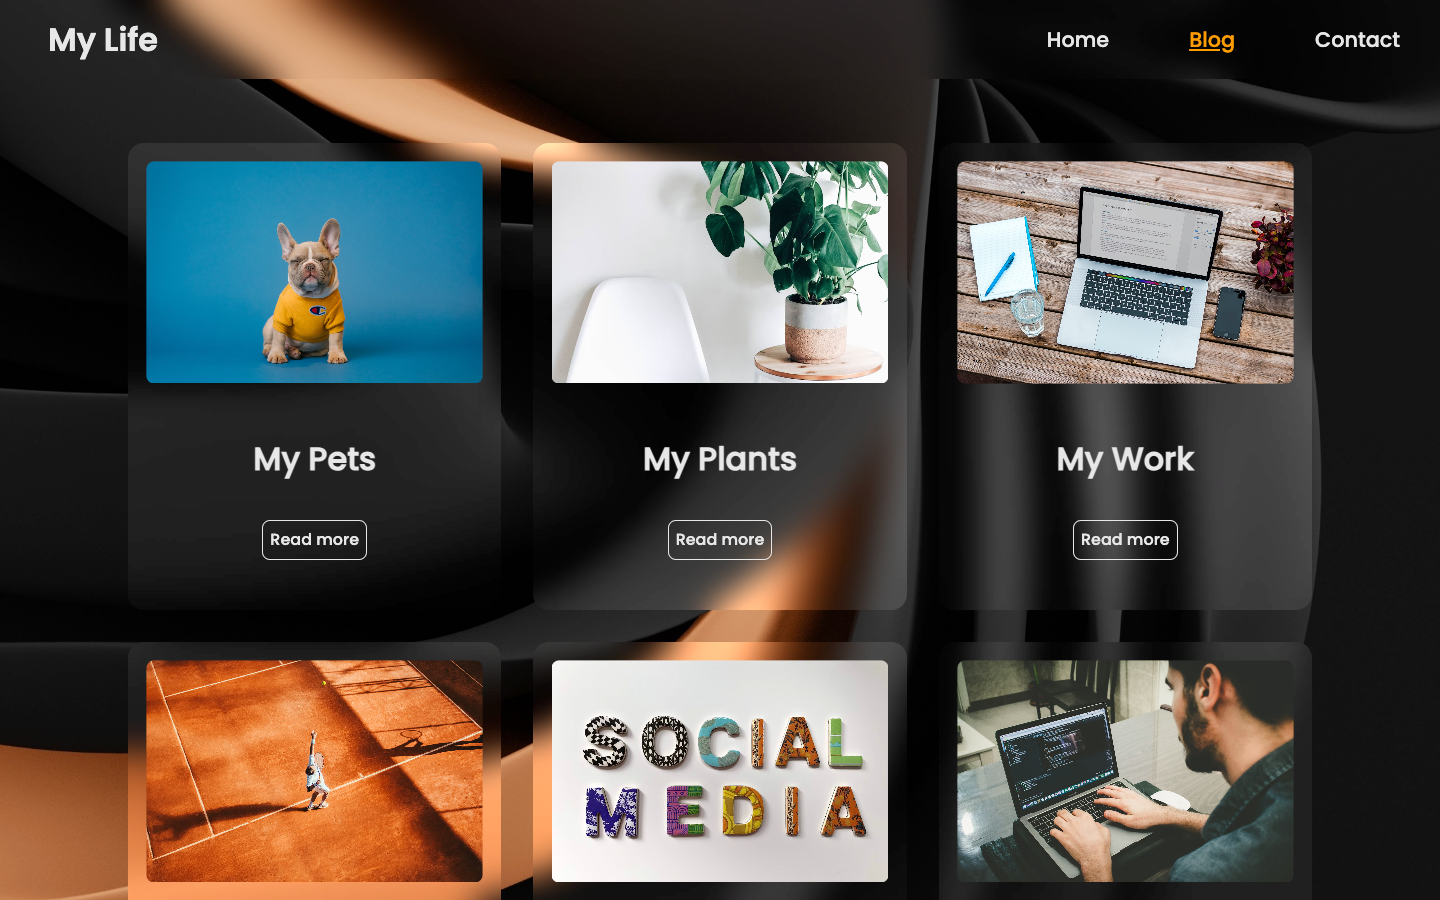 My Life
Home
Blog
Contact
My Pets
My Plants
My Work
Read more
Read more
Read more
SOCIAL
MEDIA